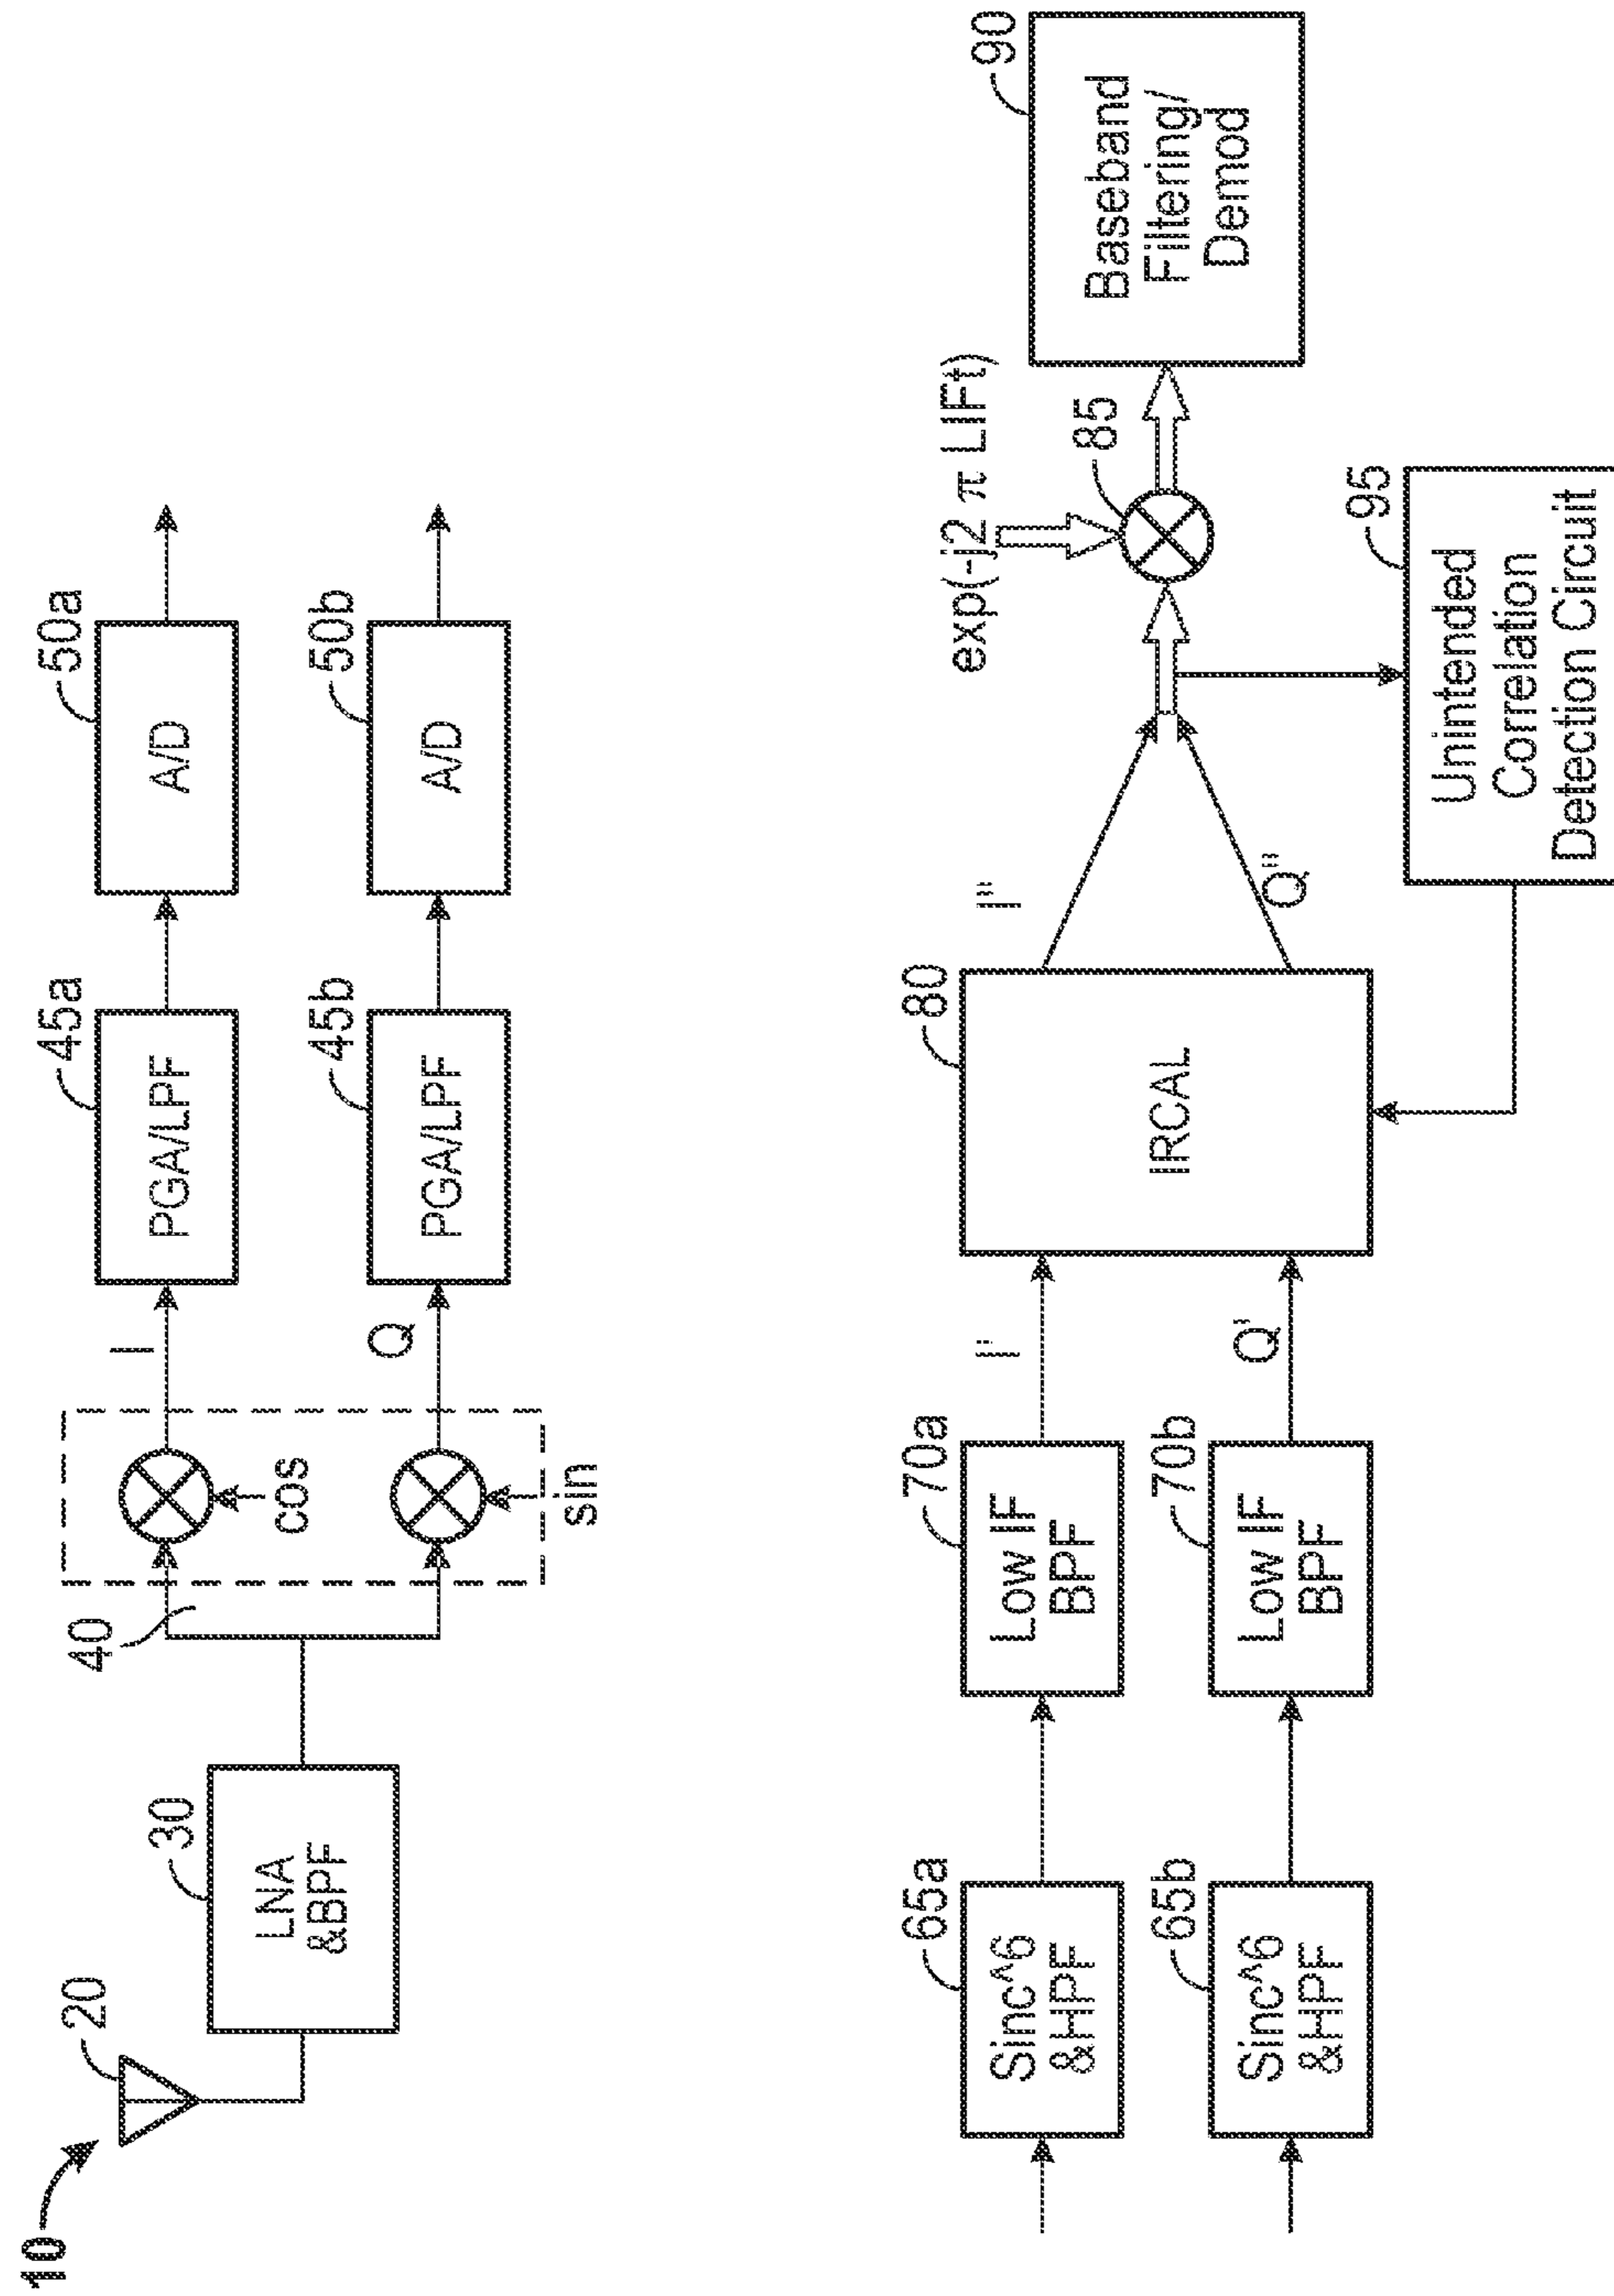 10
20
30
LNA
&BPF
40
cos
sin
I
Q
45a
PGA/LPF
45b
PGA/LPF
50a
A/D
50b
A/D
65a
Sinc^6
&HPF
65b
Sinc^6
&HPF
70a
Low IF
BPF
70b
Low IF
BPF
I'
Q'
80
IRCAL
I"
Q"
exp(-j2 π LIFt)
85
90
Baseband
Filtering/
Demod
95
Unintended
Correlation
Detection Circuit